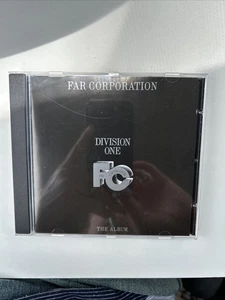 FAR CORPORATION
DIVISION
ONE
FC
THE ALBUM